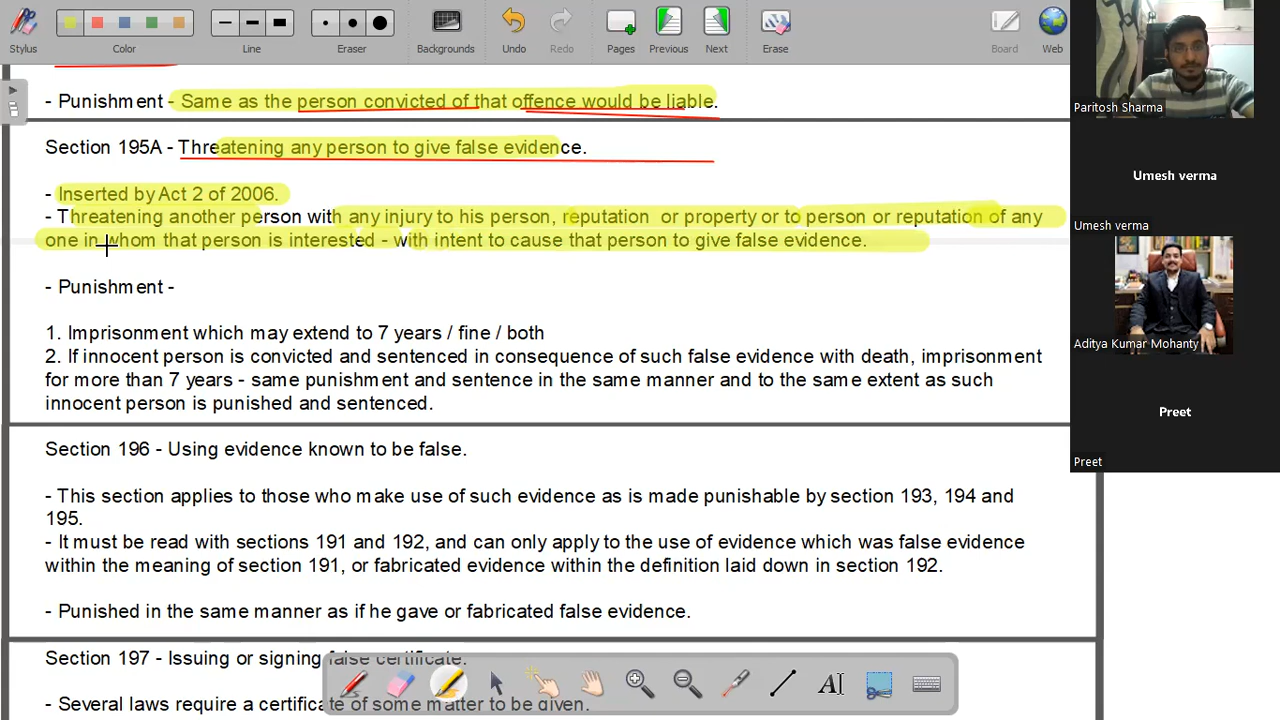 Stylus
Color
Line
Eraser
Backgrounds
Undo
Redo
Pages
Previous
Next
Erase
Board
Web
- Punishment - Same as the person convicted of that offence would be liable.
Section 195A - Threatening any person to give false evidence.
- Inserted by Act 2 of 2006.
- Threatening another person with any injury to his person, reputation or property or to person or reputation of any
one in whom that person is interested - with intent to cause that person to give false evidence.
- Punishment -
1. Imprisonment which may extend to 7 years / fine / both
2. If innocent person is convicted and sentenced in consequence of such false evidence with death, imprisonment
for more than 7 years - same punishment and sentence in the same manner and to the same extent as such
innocent person is punished and sentenced.
Section 196 - Using evidence known to be false.
- This section applies to those who make use of such evidence as is made punishable by section 193, 194 and
195.
- It must be read with sections 191 and 192, and can only apply to the use of evidence which was false evidence
within the meaning of section 191, or fabricated evidence within the definition laid down in section 192.
- Punished in the same manner as if he gave or fabricated false evidence.
Section 197 - Issuing or signing false certificate.
- Several laws require a certificate of some matter to be given.
Paritosh Sharma
Umesh verma
Umesh verma
Aditya Kumar Mohanty
Preet
Preet